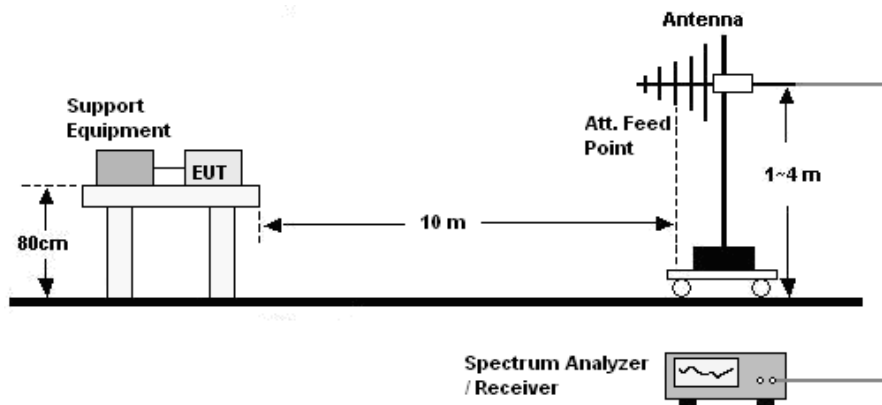 Antenna
Support
Equipment
EUT
Att. Feed
Point
1~4 m
10 m
80cm
Spectrum Analyzer
/ Receiver